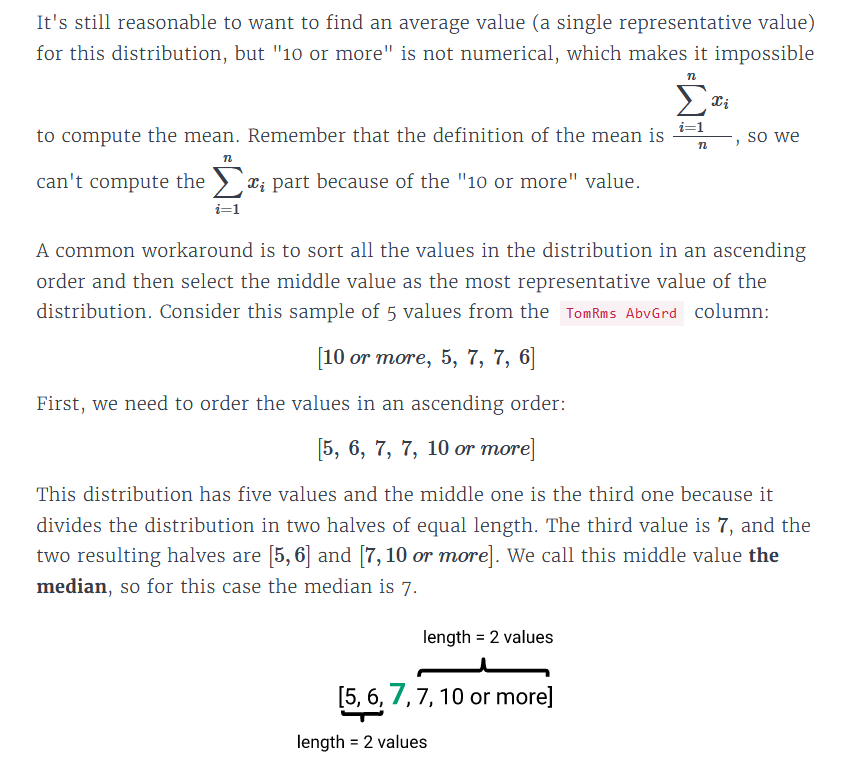 It's still reasonable to want to find an average value (a single representative value)
for this distribution, but "10 or more" is not numerical, which makes it impossible
to compute the mean. Remember that the definition of the mean is $\frac{\sum_{i=1}^{n} x_i}{n}$, so we
can't compute the $\sum_{i=1}^{n} x_i$ part because of the "10 or more" value.
A common workaround is to sort all the values in the distribution in an ascending
order and then select the middle value as the most representative value of the
distribution. Consider this sample of 5 values from the TomRms AbvGrd column:
[10 or more, 5, 7, 7, 6]
First, we need to order the values in an ascending order:
[5, 6, 7, 7, 10 or more]
This distribution has five values and the middle one is the third one because it
divides the distribution in two halves of equal length. The third value is 7, and the
two resulting halves are [5, 6] and [7, 10 or more]. We call this middle value the
median, so for this case the median is 7.
length = 2 values
[5, 6, 7, 7, 10 or more]
length = 2 values